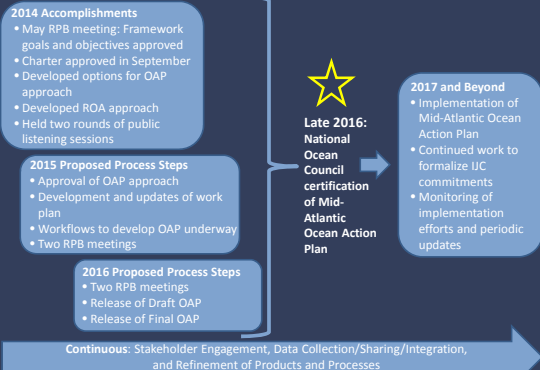 2014 Accomplishments
• May RPB meeting: Framework
goals and objectives approved
• Charter approved in September
• Developed options for OAP
approach
• Developed ROA approach
• Held two rounds of public
listening sessions
2015 Proposed Process Steps
• Approval of OAP approach
• Development and updates of work
plan
• Workflows to develop OAP underway
• Two RPB meetings
2016 Proposed Process Steps
• Two RPB meetings
• Release of Draft OAP
• Release of Final OAP
Late 2016:
National
Ocean
Council
certification
of Mid-
Atlantic
Ocean Action
Plan
2017 and Beyond
• Implementation of
Mid-Atlantic Ocean
Action Plan
• Continued work to
formalize IJC
commitments
• Monitoring of
implementation
efforts and periodic
updates
Continuous: Stakeholder Engagement, Data Collection/Sharing/Integration,
and Refinement of Products and Processes